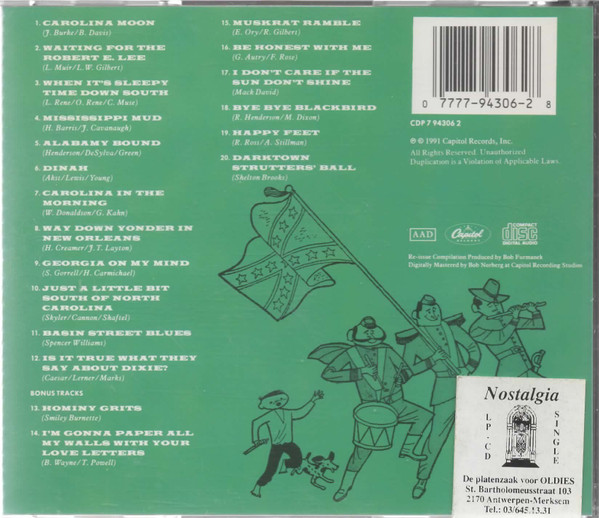 1. CAROLINA MOON
(J. Burke/B. Davis)
2. WAITING FOR THE
ROBERT E. LEE
(L. Muir/L. W. Gilbert)
3. WHEN IT'S SLEEPY
TIME DOWN SOUTH
(L. Rene/O. Rene/C. Muse)
4. MISSISSIPPI MUD
(H. Barris/J. Cavanaugh)
5. ALABAMY BOUND
(Henderson/DeSylva/Green)
6. DINAH
(Akst/Lewis/Young)
7. CAROLINA IN THE
MORNING
(W. Donaldson/G. Kahn)
8. WAY DOWN YONDER IN
NEW ORLEANS
(H. Creamer/J.T. Layton)
9. GEORGIA ON MY MIND
(S. Gorrell/H. Carmichael)
10. JUST A LITTLE BIT
SOUTH OF NORTH
CAROLINA
(Skyler/Cannon/Shaftel)
11. BASIN STREET BLUES
(Spencer Williams)
12. IS IT TRUE WHAT THEY
SAY ABOUT DIXIE?
(Caesar/Lerner/Marks)
BONUS TRACKS
13. HOMINY GRITS
(Smiley Burnette)
14. I'M GONNA PAPER ALL
MY WALLS WITH YOUR
LOVE LETTERS
(B. Wayne/T. Powell)
15. MUSKRAT RAMBLE
(E. Ory/R. Gilbert)
16. BE HONEST WITH ME
(G. Autry/F. Rose)
17. I DON'T CARE IF THE
SUN DON'T SHINE
(Mack David)
18. BYE BYE BLACKBIRD
(R. Henderson/M. Dixon)
19. HAPPY FEET
(R. Ross/A. Stillman)
20. DARKTOWN
STRUTTERS' BALL
(Shelton Brooks)
0 7777-94306-2 8
CDP 7 94306 2
℗ © 1991 Capitol Records, Inc.
All Rights Reserved. Unauthorized
Duplication is a Violation of Applicable Laws.
AAD
Capitol
RECORDS
COMPACT
disc
DIGITAL AUDIO
Re-issue Compilation Produced by Bob Furmanek
Digitally Mastered by Bob Norberg at Capitol Recording Studios
Nostalgia
LP-CD
SINGLE
De platenzaak voor OLDIES
St. Bartholomeusstraat 103
2170 Antwerpen-Merksem
Tel.: 03/645.13.31